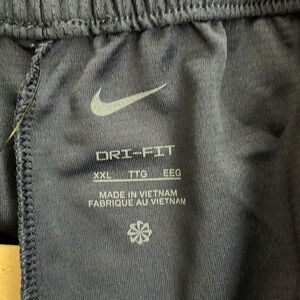 DRI-FIT
XXL TTG EEG
MADE IN VIETNAM
FABRIQUE AU VIETNAM